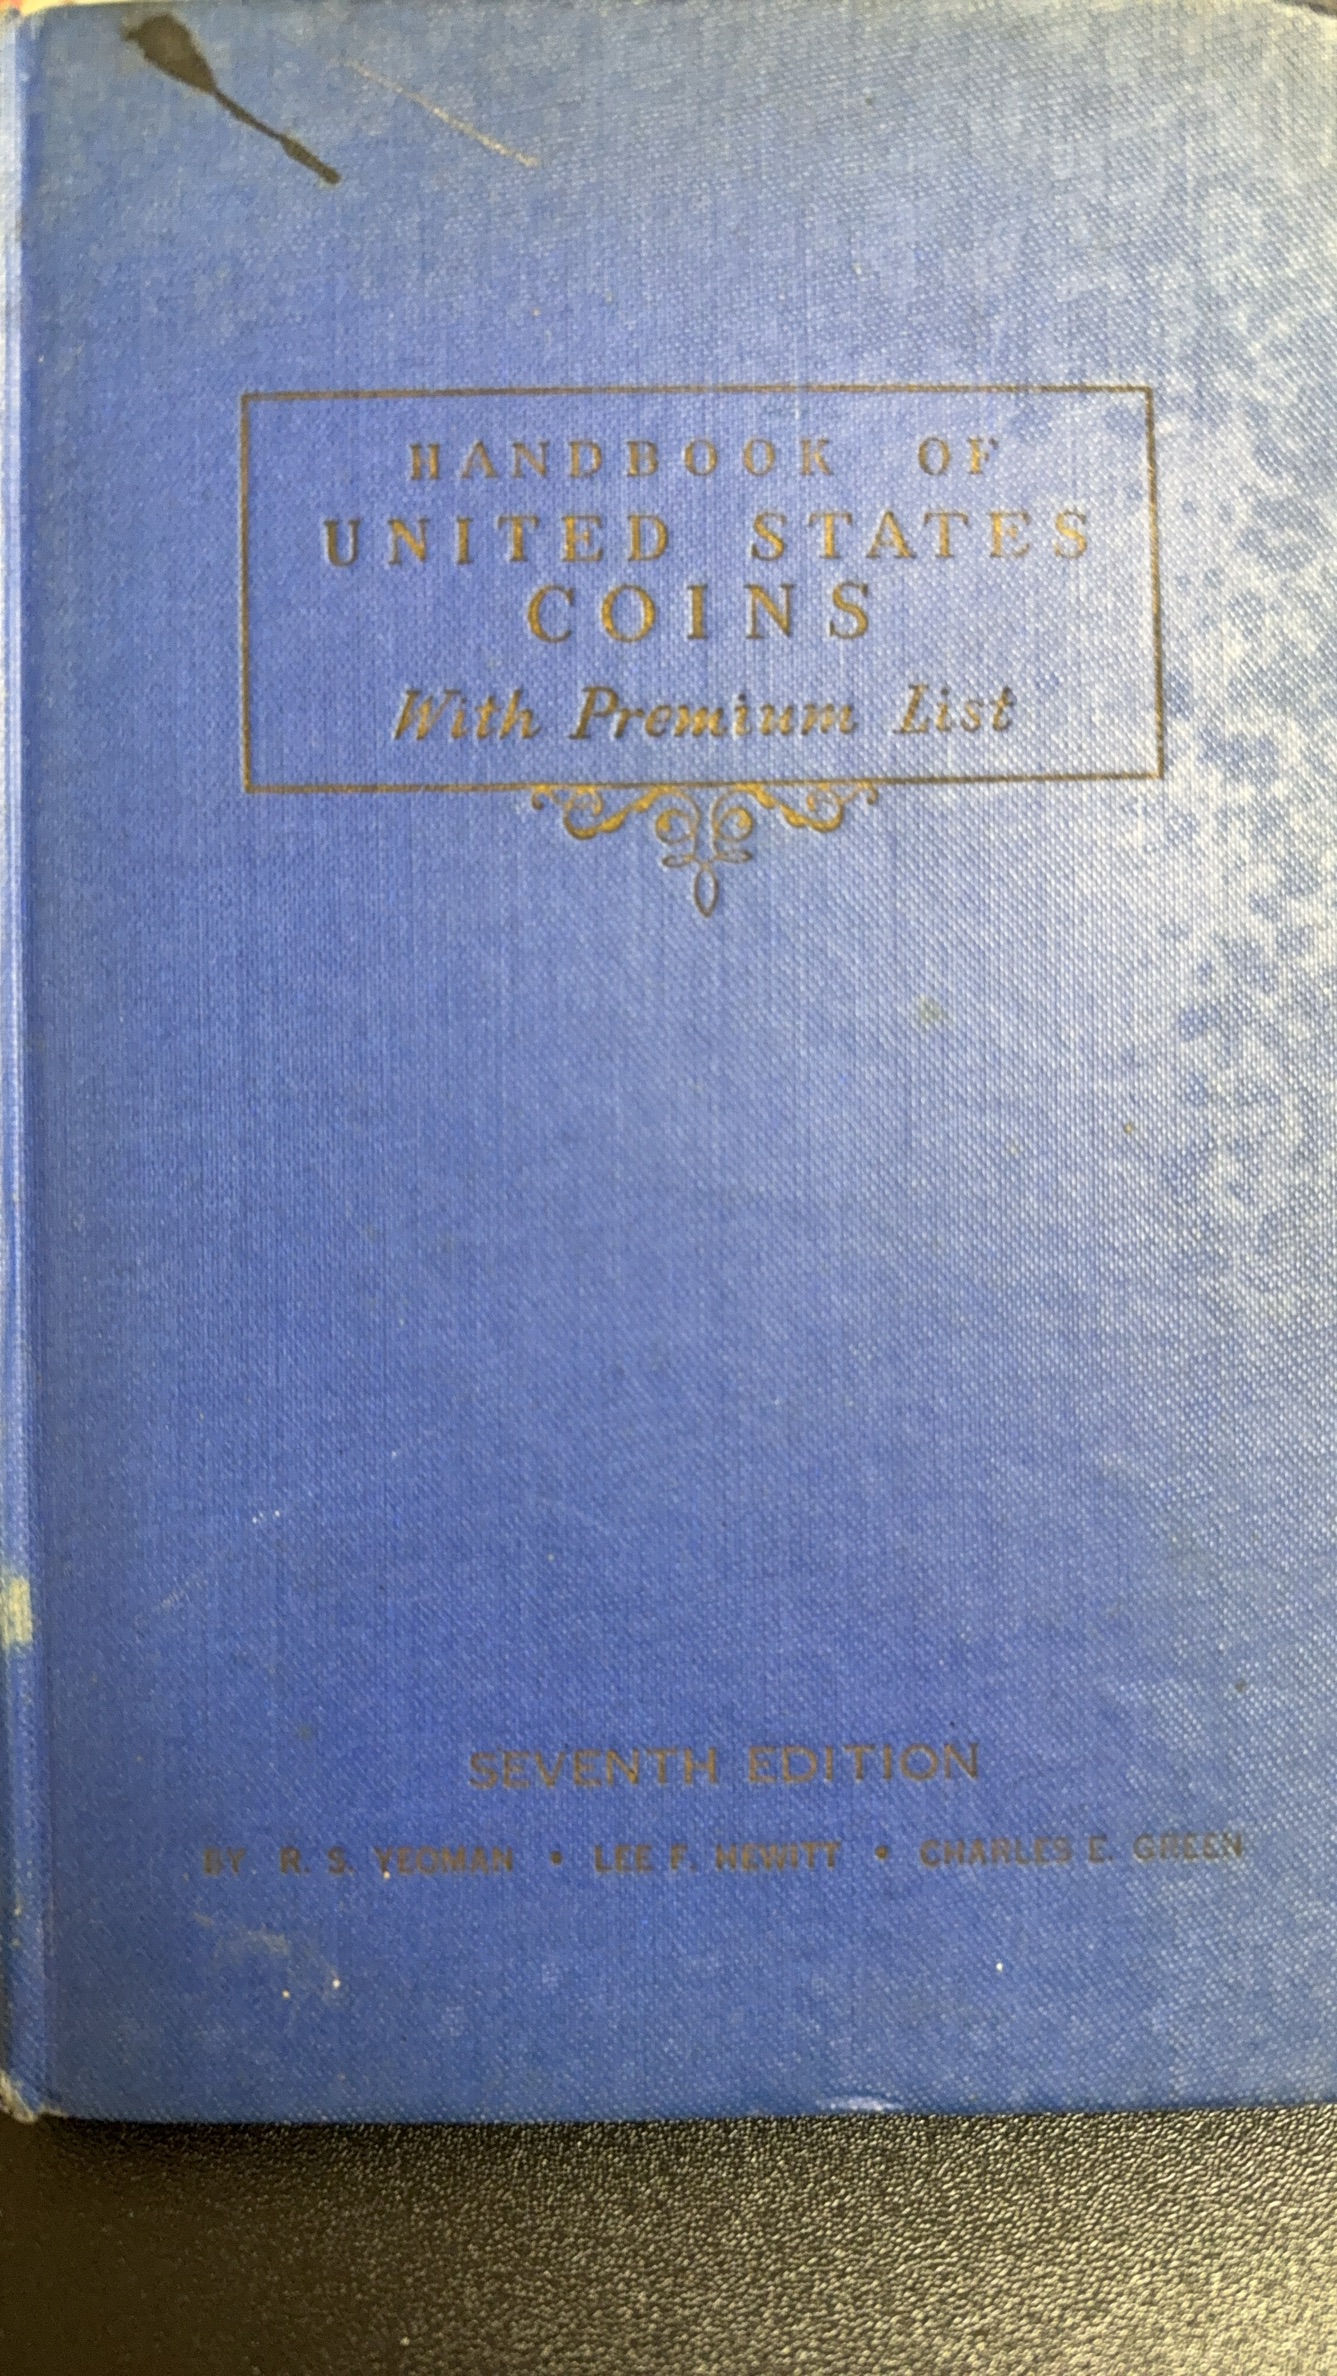 HANDBOOK OF
UNITED STATES
COINS
With Premium List
SEVENTH EDITION
BY R. S. YEOMAN • LEE F. HEWITT • CHARLES E. GREEN